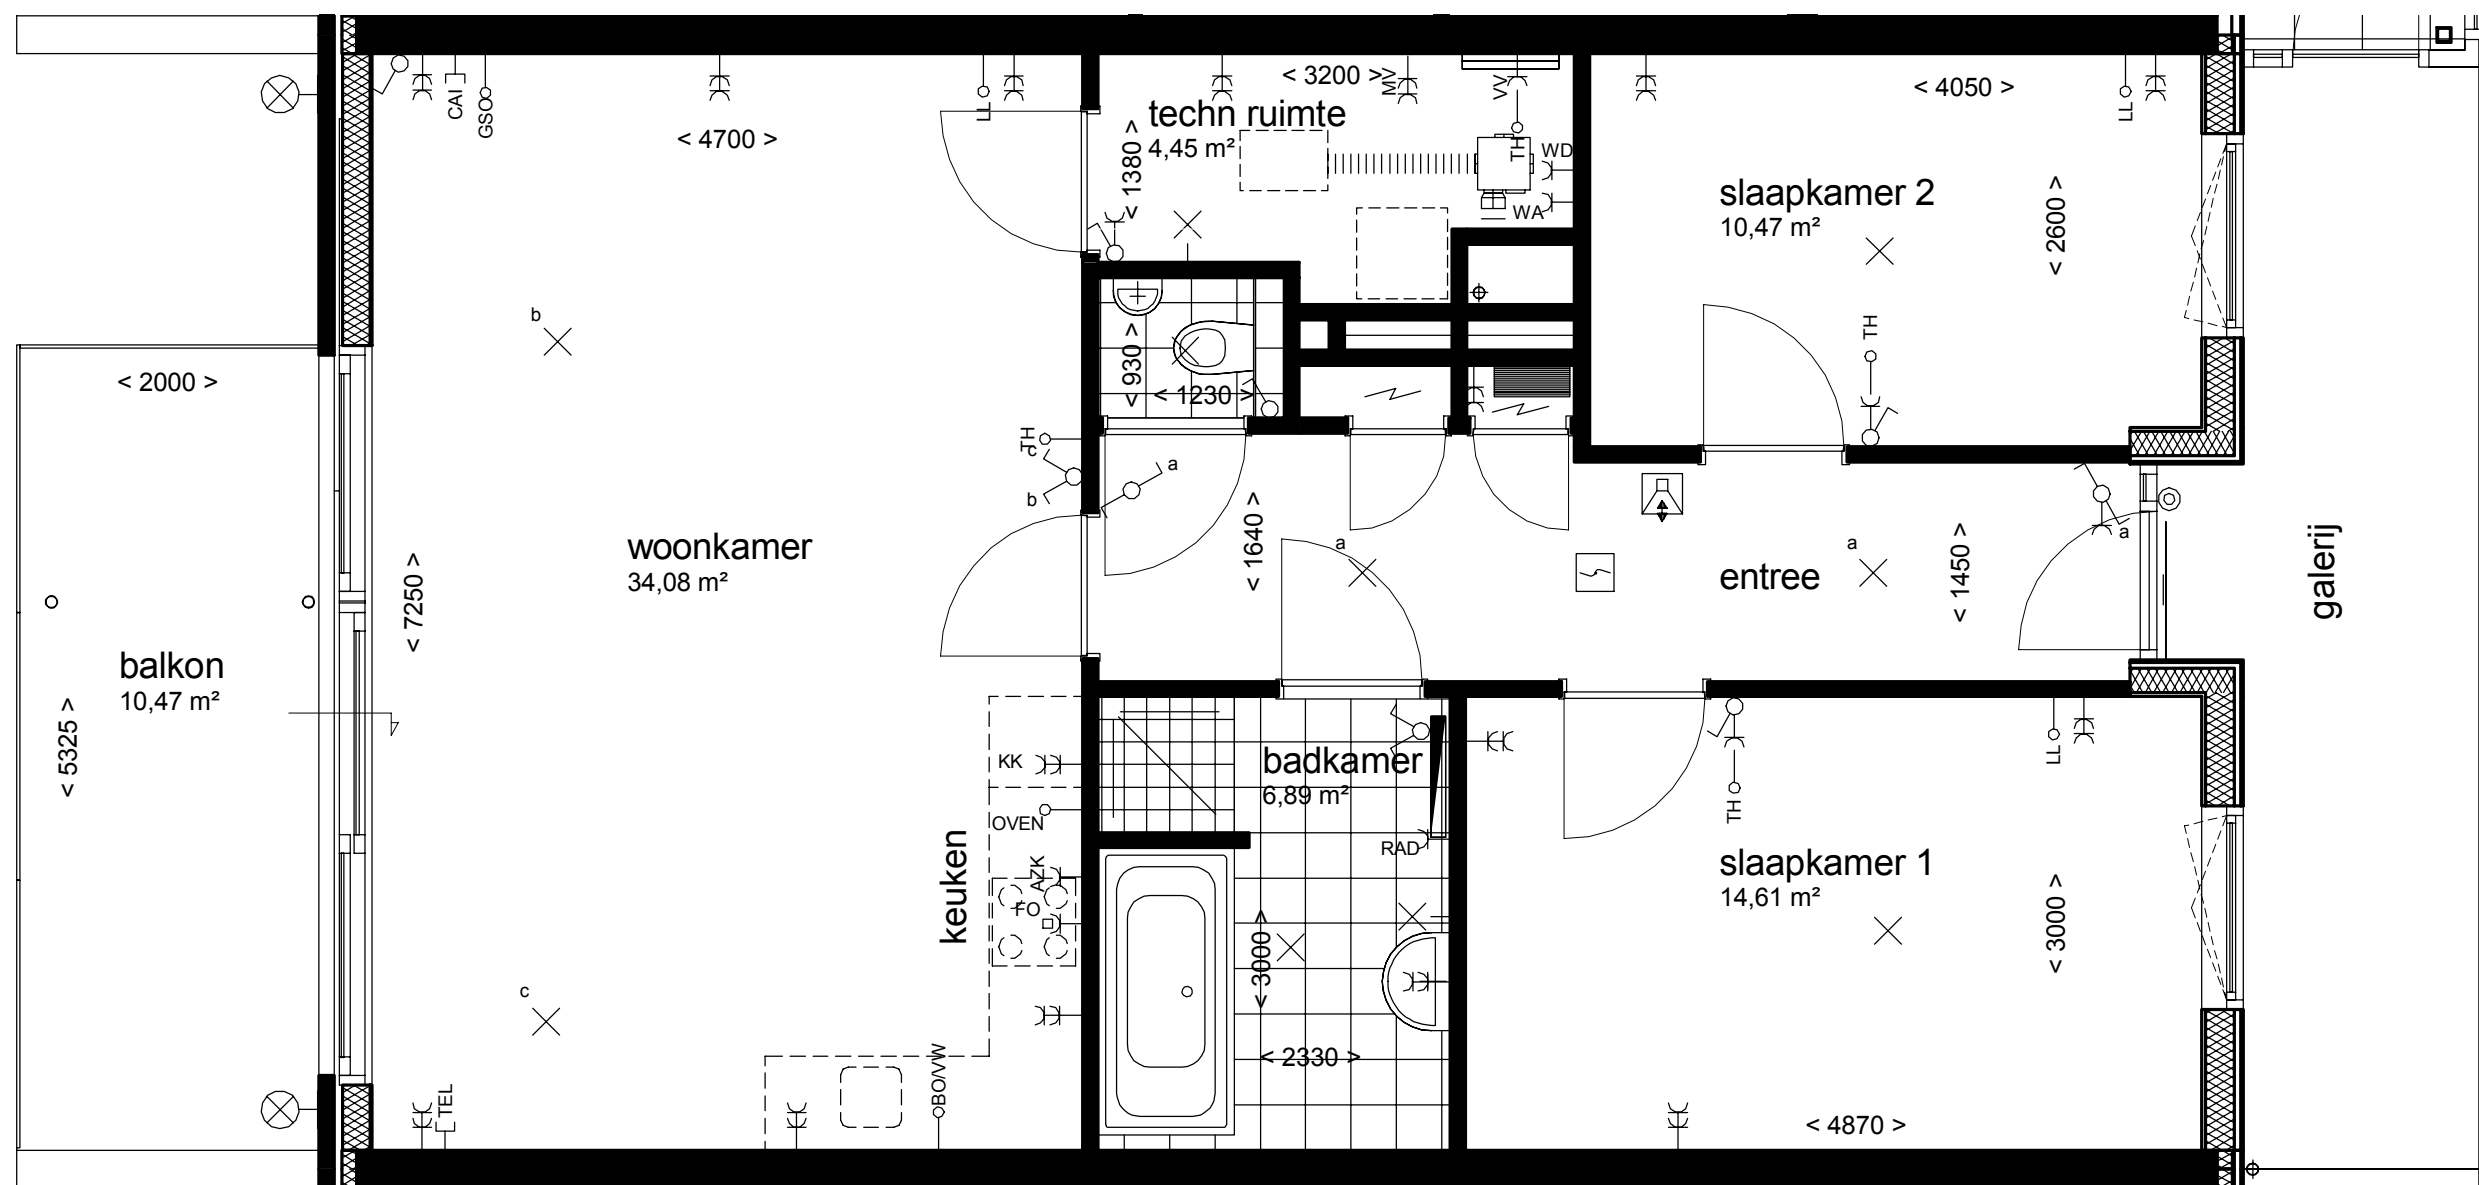 CAI
GSO
< 4700 >
LL
< 3200 >
MV
VV
techn ruimte
4,45 m²
< 1380 >
TH
WD
WA
< 4050 >
LL
slaapkamer 2
10,47 m²
< 2600 >
b
< 2000 >
< 930 >
< 1230 >
TH
TH
c
b
a
< 1640 >
a
a
< 1450 >
a
woonkamer
34,08 m²
< 7250 >
entree
galerij
balkon
10,47 m²
< 5325 >
KK
OVEN
keuken
AZK
FO
badkamer
6,89 m²
RAD
TH
LL
slaapkamer 1
14,61 m²
< 3000 >
< 3000 >
c
TEL
BO/VW
< 2330 >
< 4870 >